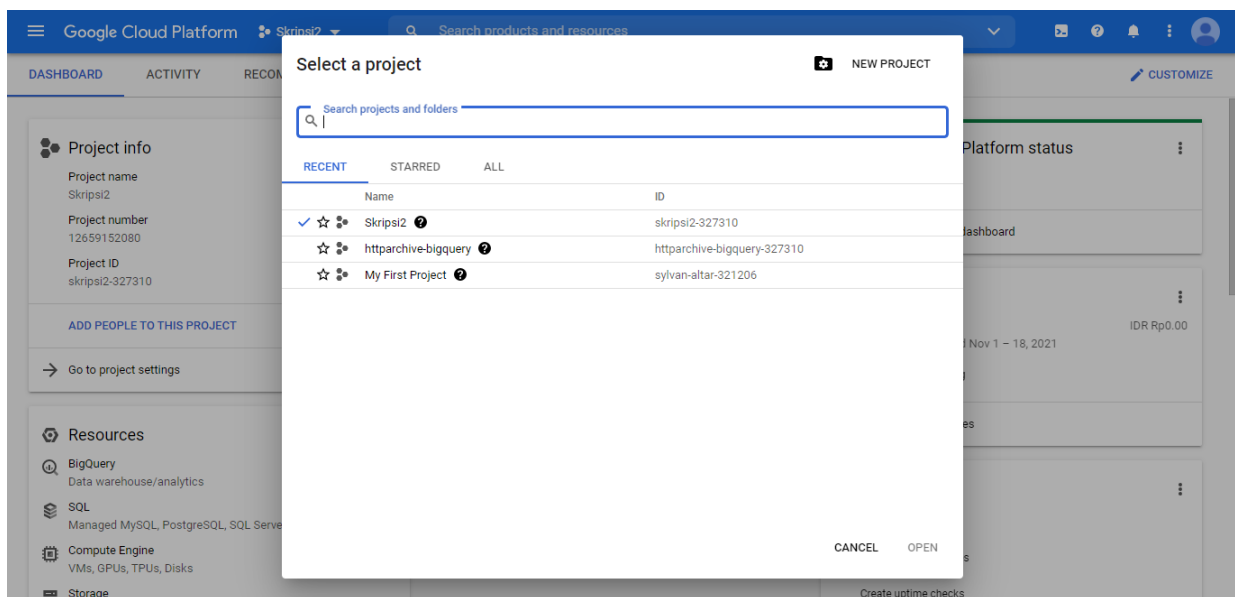 Google Cloud Platform
Skripsi2
Search products and resources
DASHBOARD
ACTIVITY
RECOM
CUSTOMIZE
Select a project
NEW PROJECT
Search projects and folders
RECENT
STARRED
ALL
Name ID
Skripsi2 skripsi2-327310
httparchive-bigquery httparchive-bigquery-327310
My First Project sylvan-altar-321206
CANCEL
OPEN
Project info
Project name
Skripsi2
Project number
12659152080
Project ID
skripsi2-327310
ADD PEOPLE TO THIS PROJECT
Go to project settings
Resources
BigQuery
Data warehouse/analytics
SQL
Managed MySQL, PostgreSQL, SQL Serve
Compute Engine
VMs, GPUs, TPUs, Disks
Storage
Platform status
dashboard
IDR Rp0.00
Nov 1 – 18, 2021
es
s
Create uptime checks